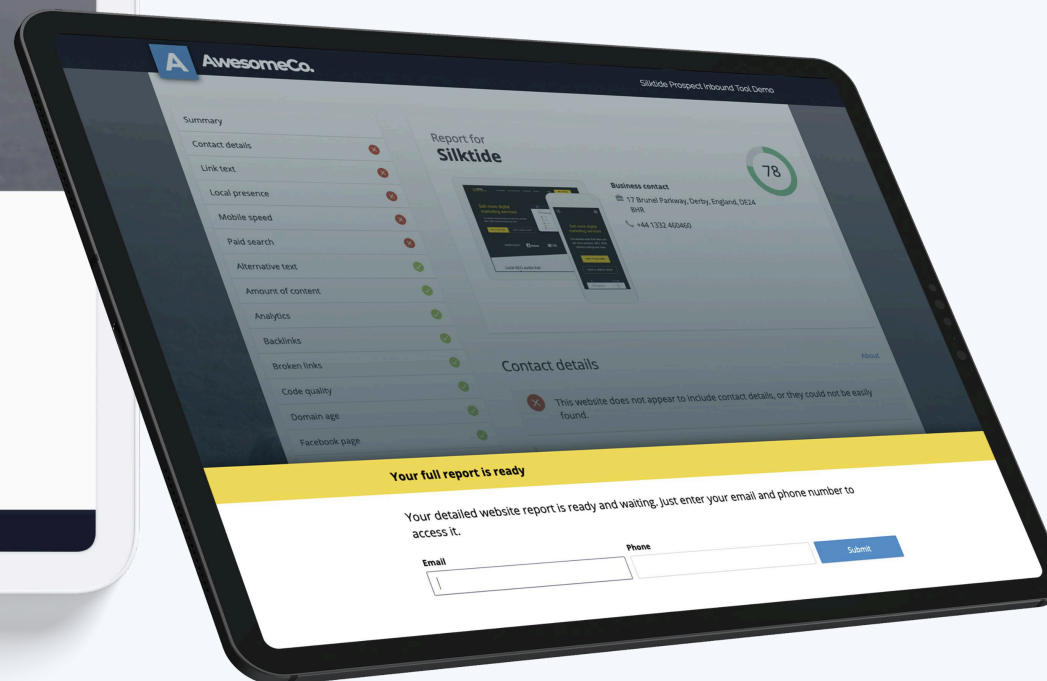 A AwesomeCo.
Silktide Prospect Inbound Tool Demo
Summary
Contact details
Link text
Local presence
Mobile speed
Paid search
Alternative text
Amount of content
Analytics
Backlinks
Broken links
Code quality
Domain age
Facebook page
Report for
Silktide
78
Business contact
17 Brunel Parkway, Derby, England, DE24
8HR
+44 1332 460460
Contact details
About
This website does not appear to include contact details, or they could not be easily
found.
Your full report is ready
Your detailed website report is ready and waiting. Just enter your email and phone number to
access it.
Email
Phone
Submit